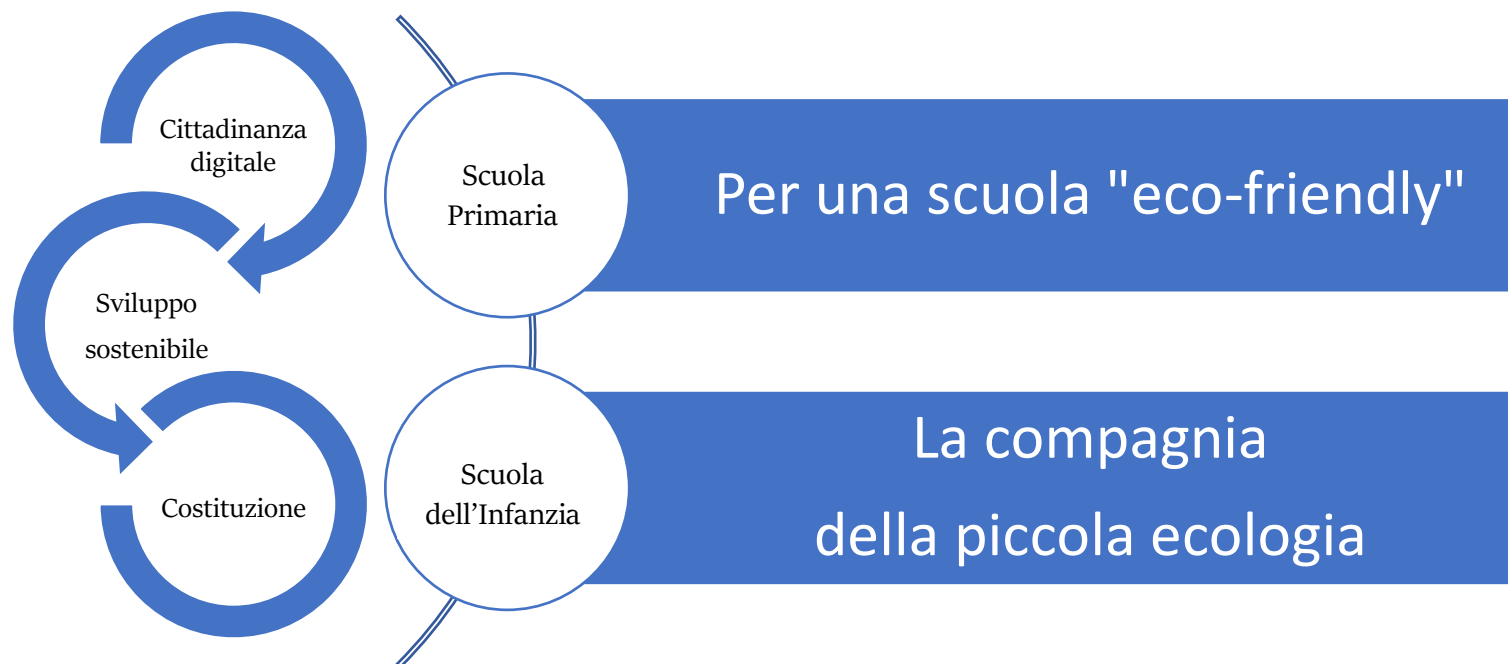 Cittadinanza
digitale
Sviluppo
sostenibile
Costituzione
Scuola
Primaria
Per una scuola "eco-friendly"
Scuola
dell’Infanzia
La compagnia
della piccola ecologia